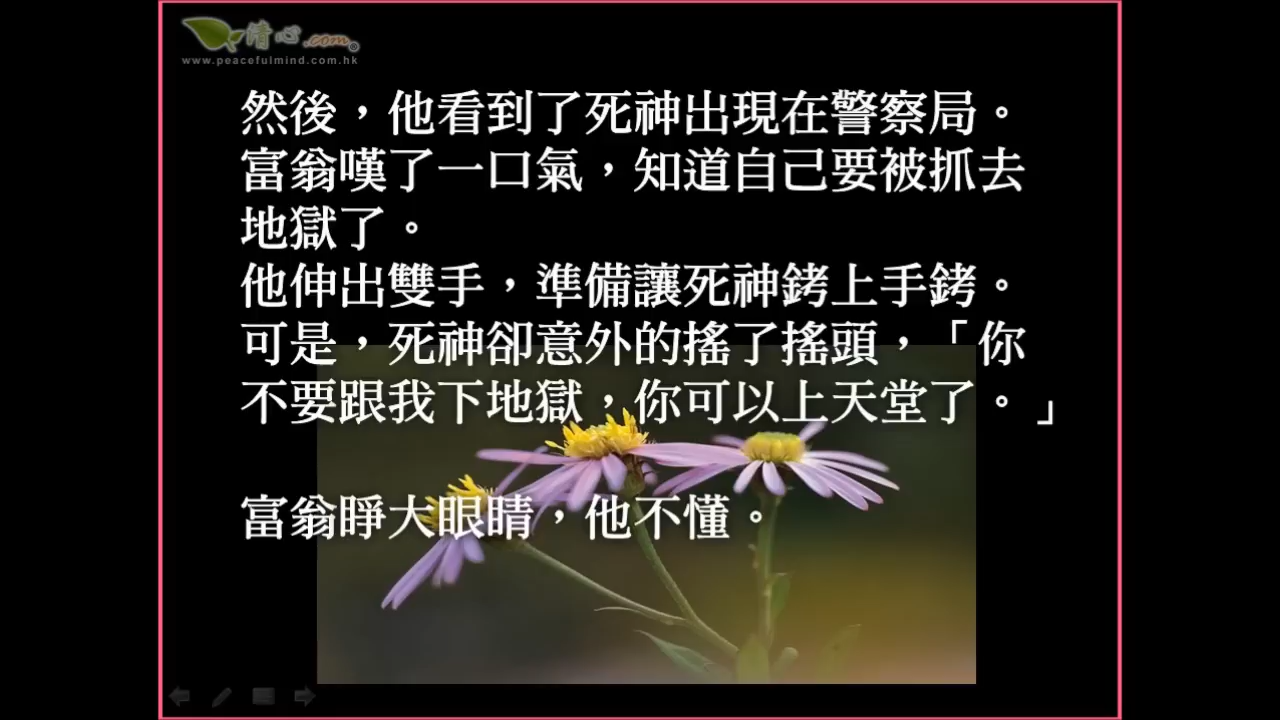 清心.com®
www.peacefulmind.com.hk
然後，他看到了死神出現在警察局。
富翁嘆了一口氣，知道自己要被抓去
地獄了。
他伸出雙手，準備讓死神銬上手銬。
可是，死神卻意外的搖了搖頭，「你
不要跟我下地獄，你可以上天堂了。」
富翁睜大眼睛，他不懂。